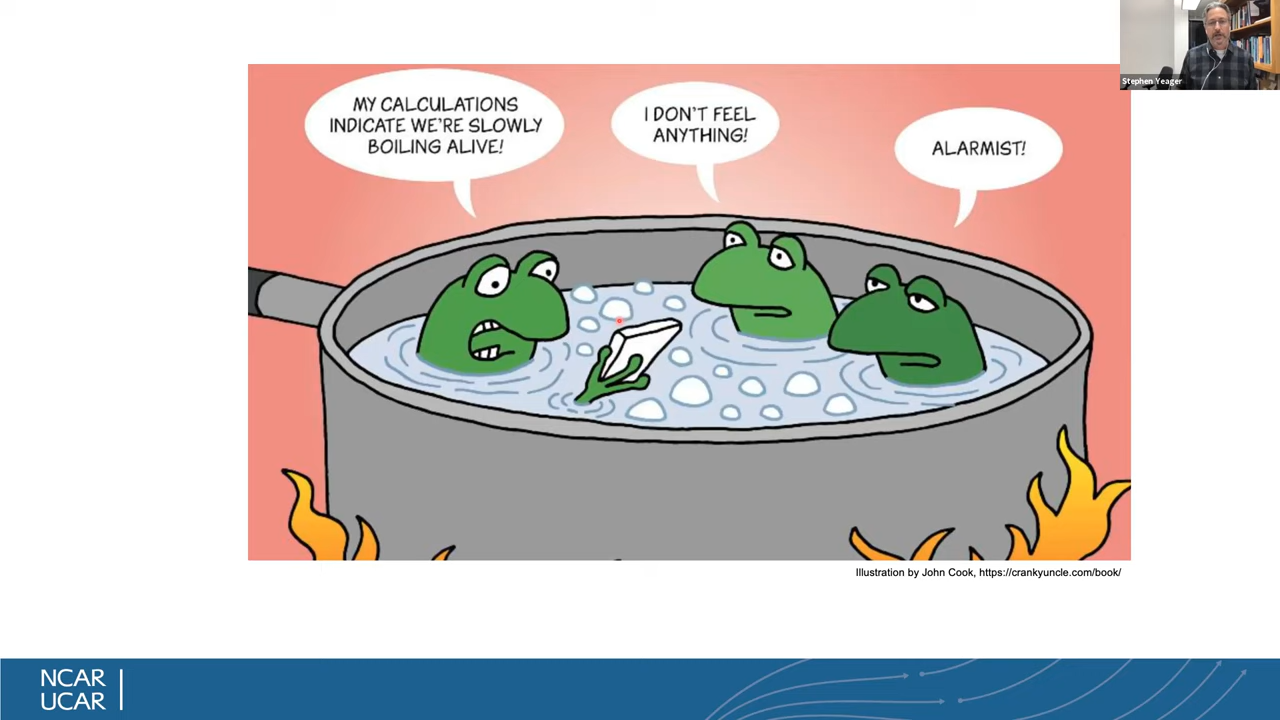 Stephen Yeager
MY CALCULATIONS
INDICATE WE'RE SLOWLY
BOILING ALIVE!
I DON'T FEEL
ANYTHING!
ALARMIST!
Illustration by John Cook, https://crankyuncle.com/book/
NCAR
UCAR